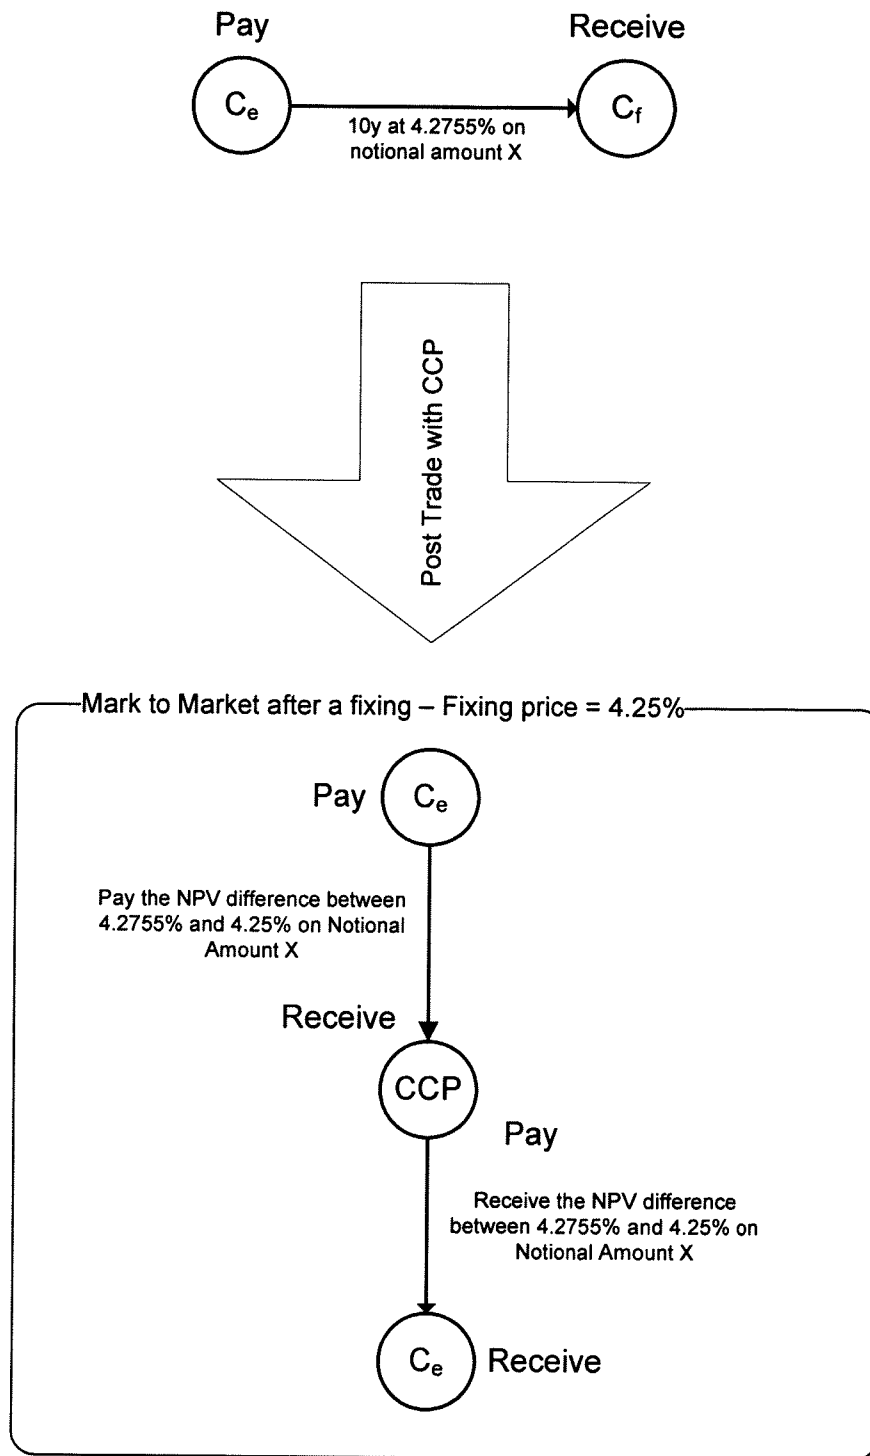 Pay
Receive
Cₑ
C_f
10y at 4.2755% on
notional amount X
Post Trade with CCP
Mark to Market after a fixing – Fixing price = 4.25%
Pay
Cₑ
Pay the NPV difference between
4.2755% and 4.25% on Notional
Amount X
Receive
CCP
Pay
Receive the NPV difference
between 4.2755% and 4.25% on
Notional Amount X
Cₑ
Receive